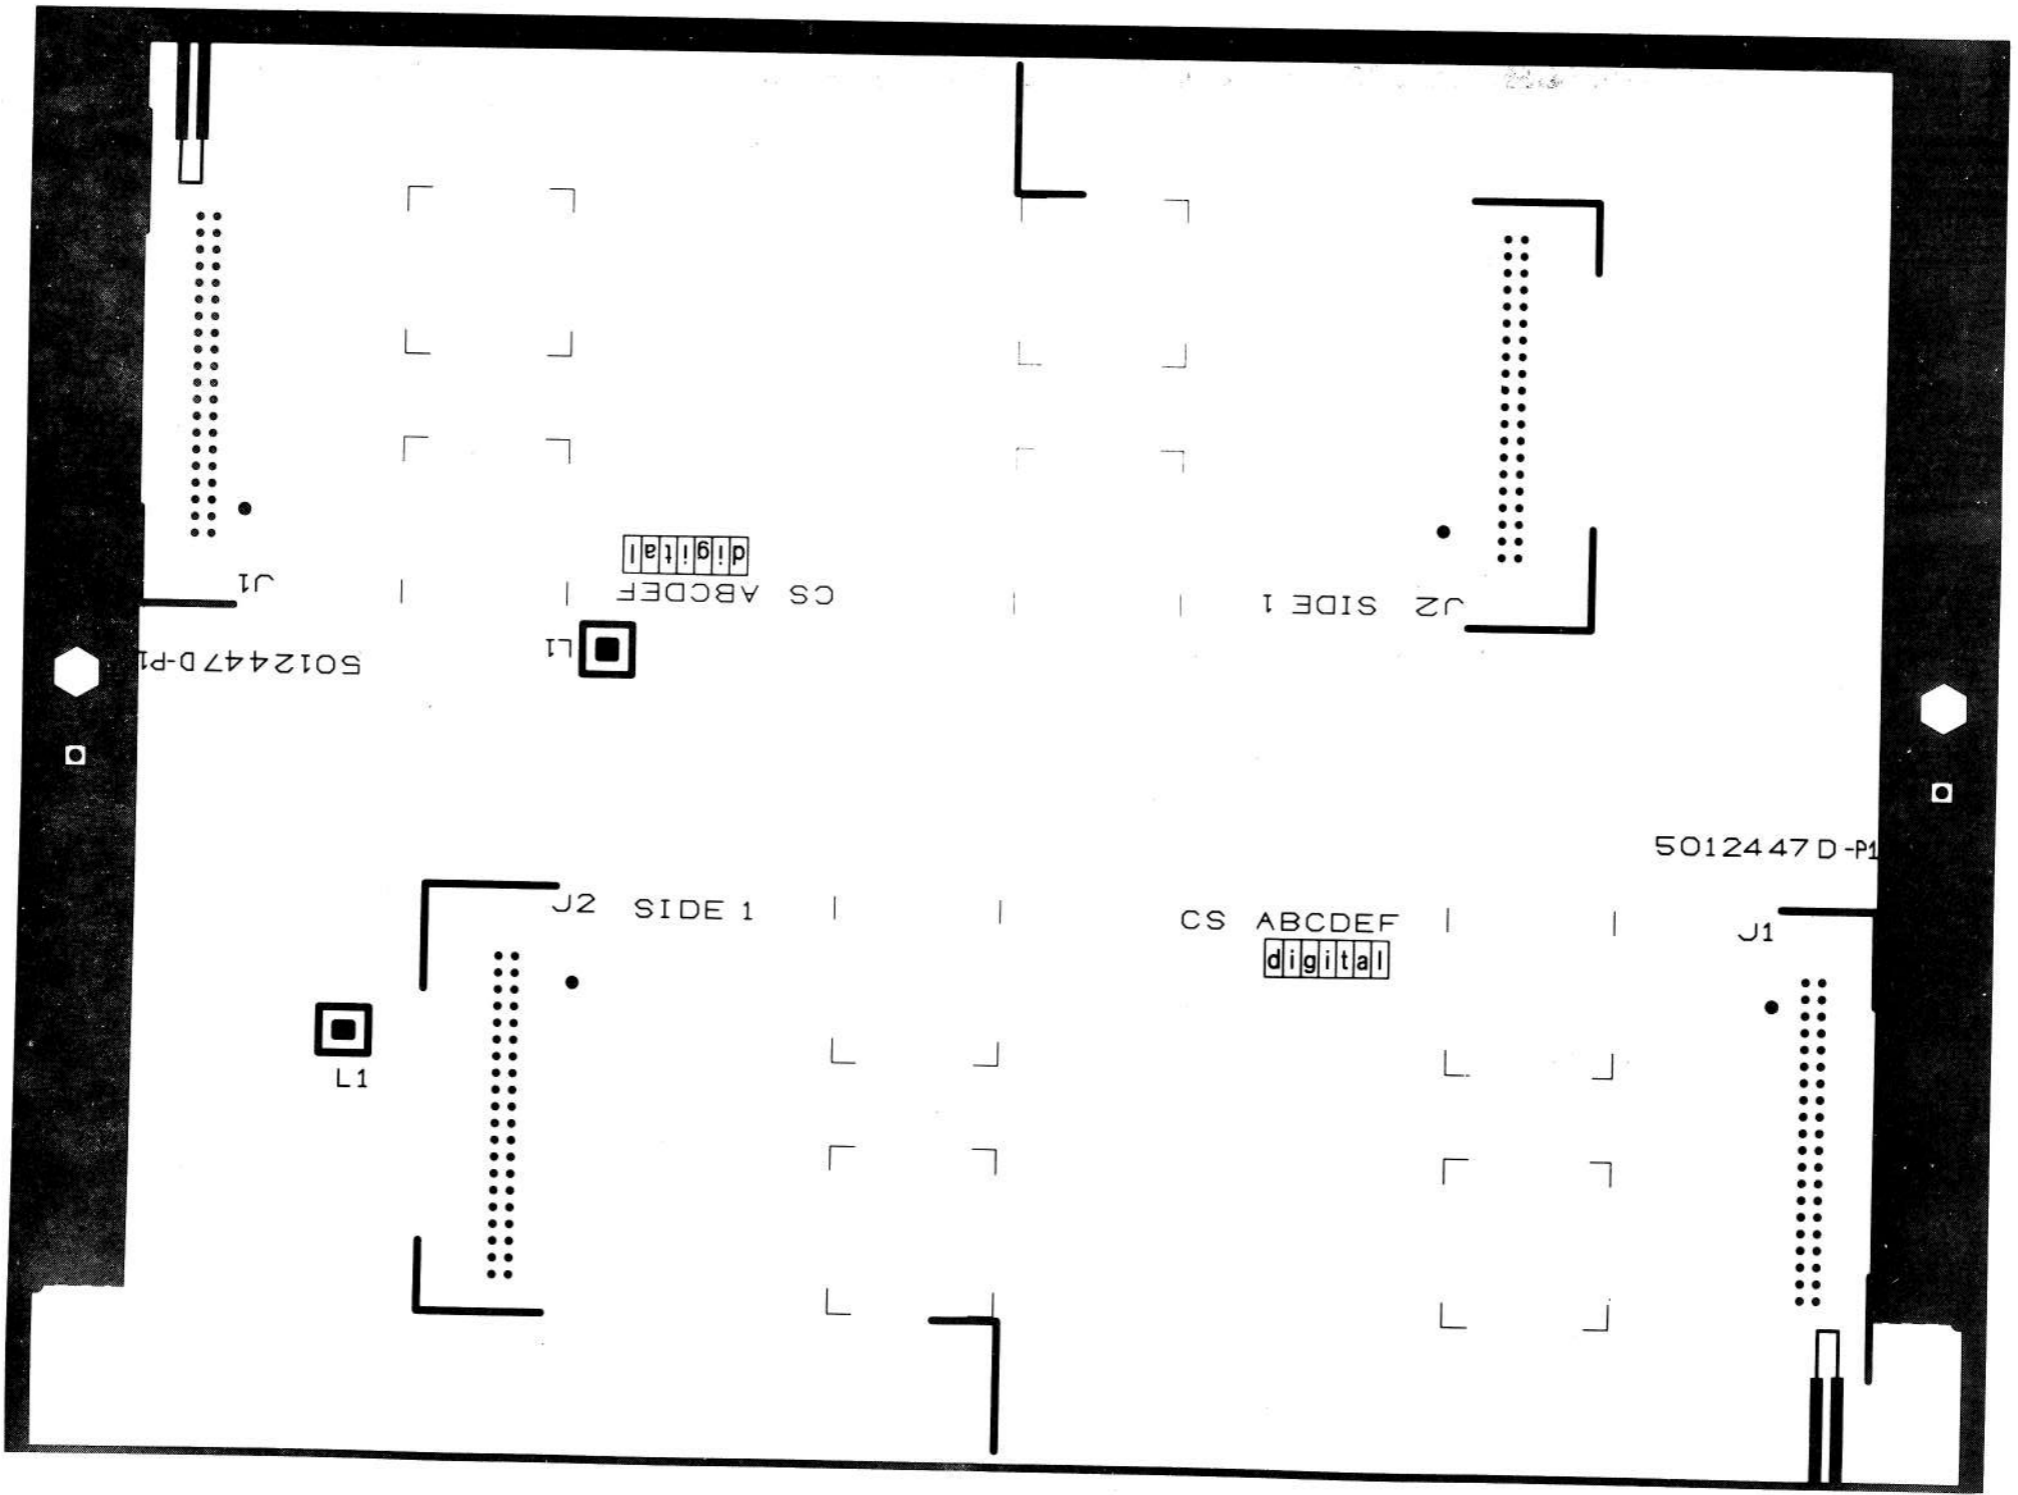 digital
J1
CS ABCDEF
J2 SIDE 1
L1
5012447D-P1
5012447D-P1
J2 SIDE 1
CS ABCDEF
J1
digital
L1